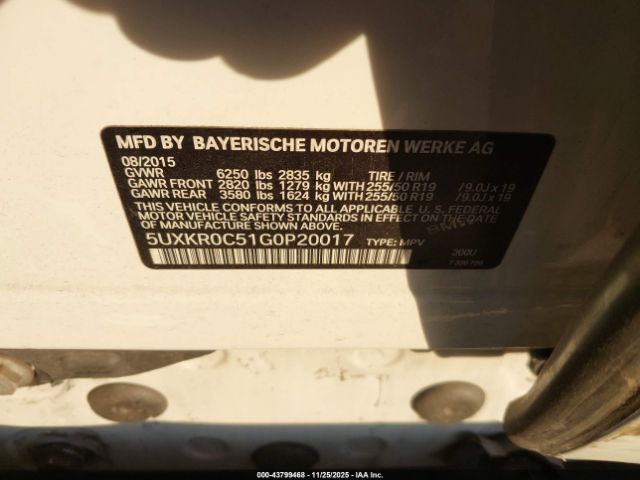 MFD BY BAYERISCHE MOTOREN WERKE AG
08/2015
GVWR 6250 lbs 2835 kg TIRE / RIM
GAWR FRONT 2820 lbs 1279 kg WITH 255/50 R19 /9.0J x 19
GAWR REAR 3580 lbs 1624 kg WITH 255/50 R19 /9.0J x 19
THIS VEHICLE CONFORMS TO ALL APPLICABLE U. S. FEDERAL
MOTOR VEHICLE SAFETY STANDARDS IN EFFECT ON THE DATE OF
MANUFACTURE SHOWN ABOVE.
5UXKR0C51G0P20017 TYPE: MPV 300U
000-43799468 - 11/25/2025 - IAA Inc.